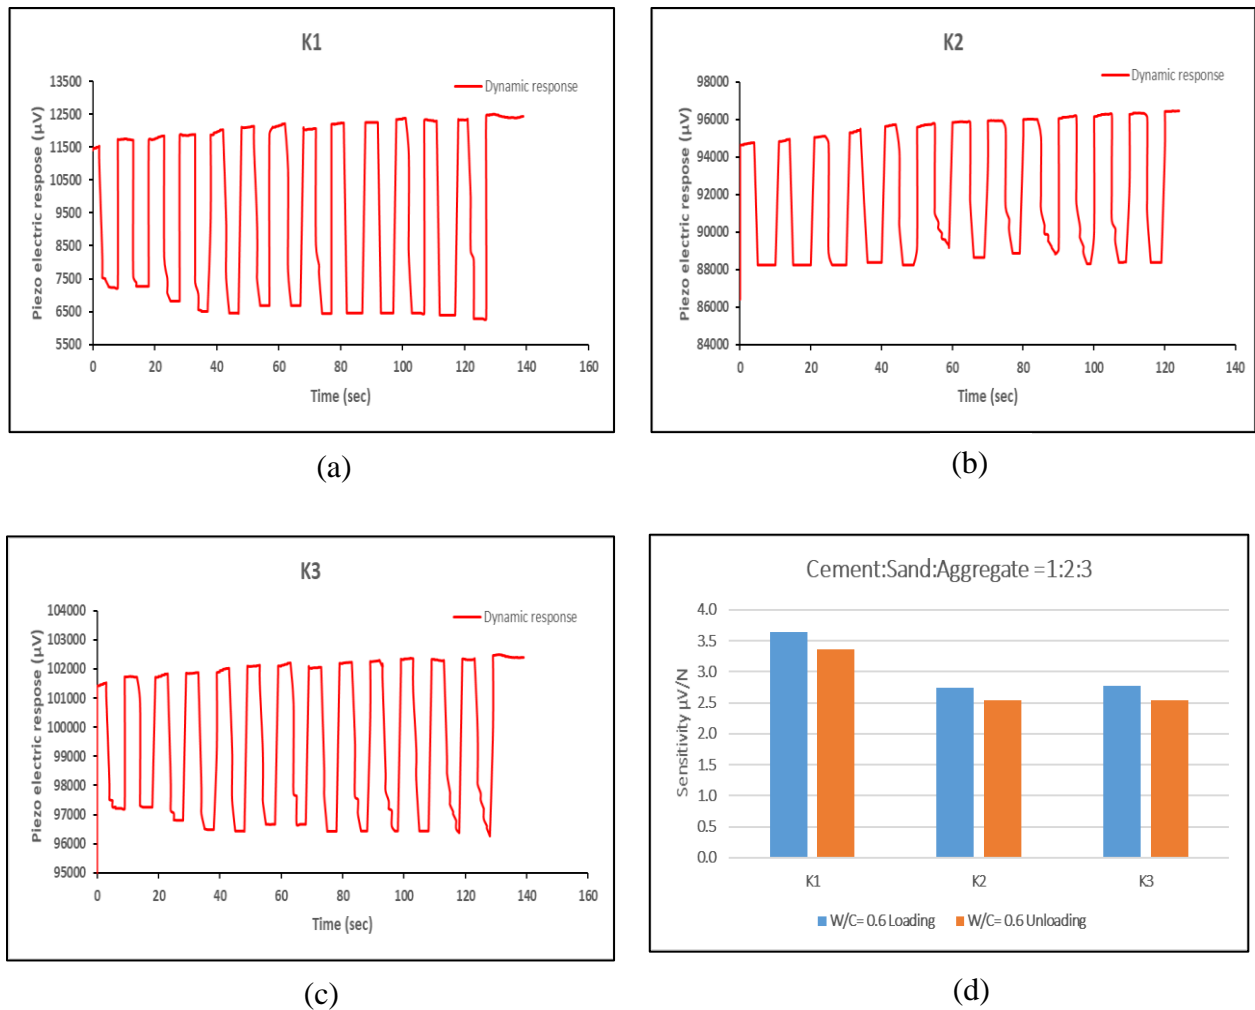 K1
Dynamic response
Piezo electric respose (µV)
13500
12500
11500
10500
9500
8500
7500
6500
5500
0 20 40 60 80 100 120 140 160
Time (sec)
(a)
K2
Dynamic response
Piezo electric respose (µV)
98000
96000
94000
92000
90000
88000
86000
84000
0 20 40 60 80 100 120 140
Time (sec)
(b)
K3
Dynamic response
Piezo electric respose (µV)
104000
103000
102000
101000
100000
99000
98000
97000
96000
95000
0 20 40 60 80 100 120 140 160
Time (sec)
(c)
Cement:Sand:Aggregate =1:2:3
Sensitivity µV/N
4.0
3.5
3.0
2.5
2.0
1.5
1.0
0.5
0.0
K1 K2 K3
W/C= 0.6 Loading W/C= 0.6 Unloading
(d)